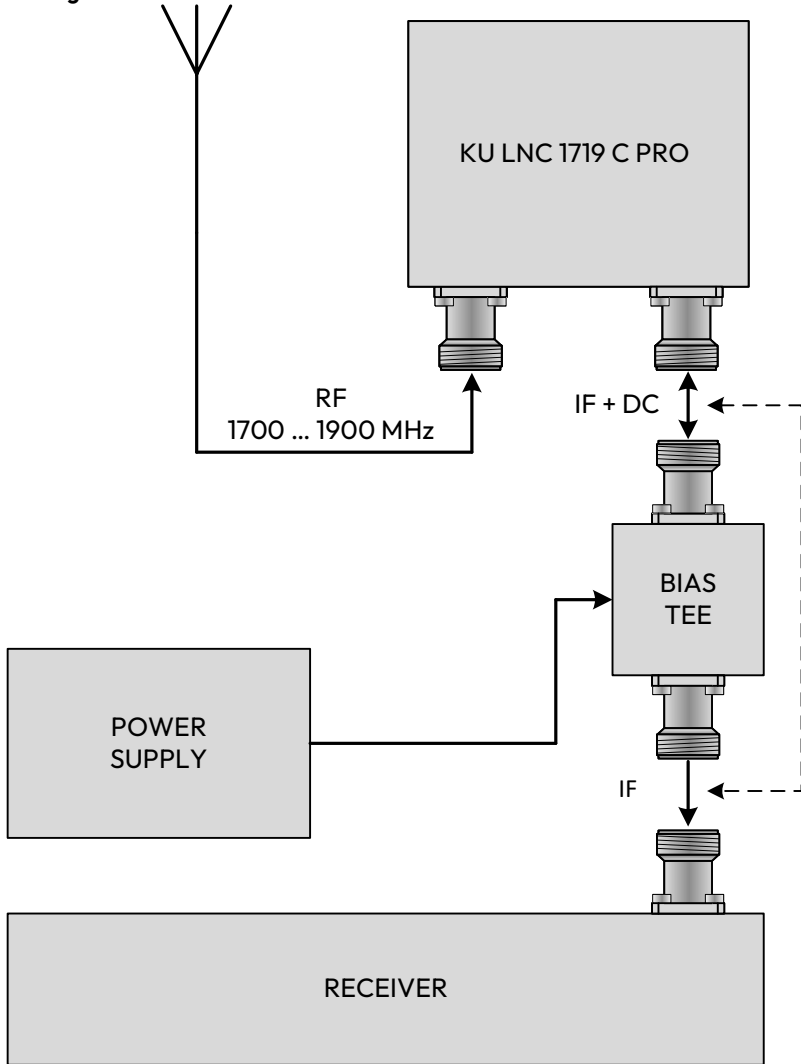 KU LNC 1719 C PRO
RF
1700 ... 1900 MHz
IF + DC
BIAS
TEE
POWER
SUPPLY
IF
RECEIVER